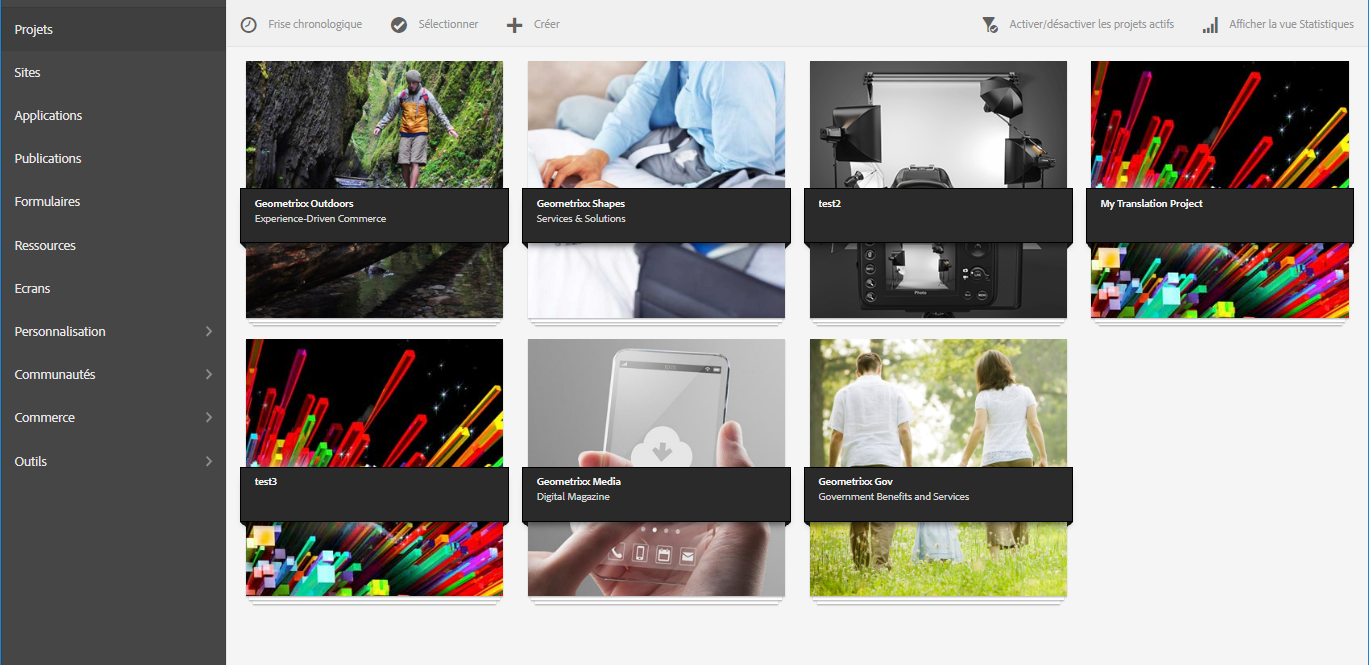 Projets
Sites
Applications
Publications
Formulaires
Ressources
Ecrans
Personnalisation
Communautés
Commerce
Outils
Frise chronologique
Sélectionner
Créer
Activer/désactiver les projets actifs
Afficher la vue Statistiques
Geometrixx Outdoors
Experience-Driven Commerce
Geometrixx Shapes
Services & Solutions
test2
My Translation Project
test3
Geometrixx Media
Digital Magazine
Geometrixx Gov
Government Benefits and Services